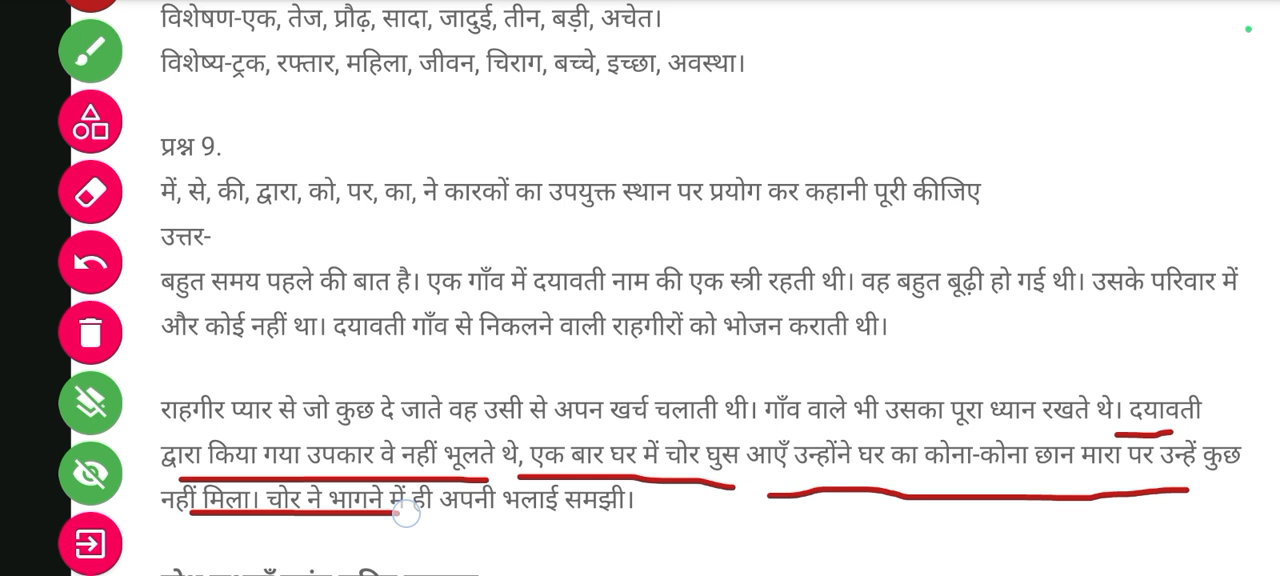 विशेषण-एक, तेज, प्रौढ़, सादा, जादुई, तीन, बड़ी, अचेत।
विशेष्य-ट्रक, रफ्तार, महिला, जीवन, चिराग, बच्चे, इच्छा, अवस्था।
प्रश्न 9.
में, से, की, द्वारा, को, पर, का, ने कारकों का उपयुक्त स्थान पर प्रयोग कर कहानी पूरी कीजिए
उत्तर-
बहुत समय पहले की बात है। एक गाँव में दयावती नाम की एक स्त्री रहती थी। वह बहुत बूढ़ी हो गई थी। उसके परिवार में
और कोई नहीं था। दयावती गाँव से निकलने वाली राहगीरों को भोजन कराती थी।
राहगीर प्यार से जो कुछ दे जाते वह उसी से अपन खर्च चलाती थी। गाँव वाले भी उसका पूरा ध्यान रखते थे। दयावती
द्वारा किया गया उपकार वे नहीं भूलते थे, एक बार घर में चोर घुस आएँ उन्होंने घर का कोना-कोना छान मारा पर उन्हें कुछ
नहीं मिला। चोर ने भागने में ही अपनी भलाई समझी।